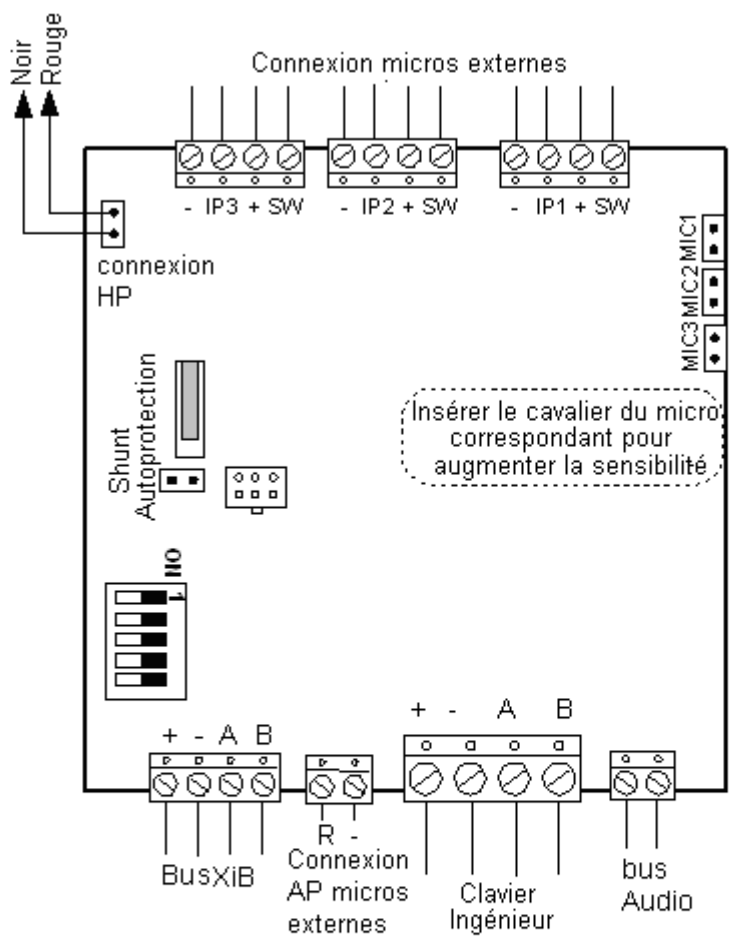 Noir
Rouge
Connexion micros externes
- IP3 + SW
- IP2 + SW
- IP1 + SW
connexion
HP
MIC1
MIC2
MIC3
Insérer le cavalier du micro
correspondant pour
augmenter la sensibilité
Shunt
Autoprotection
ON
1
+ - A B
+ - A B
R -
BusXiB
Connexion
AP micros
externes
Clavier
Ingénieur
bus
Audio